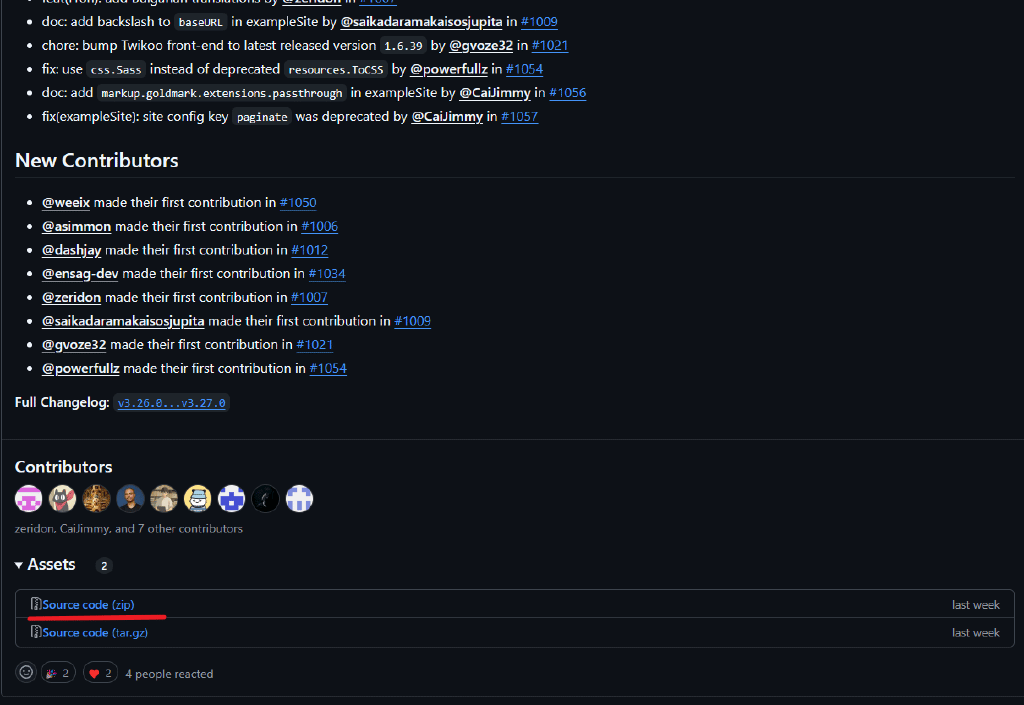 doc: add backslash to baseURL in exampleSite by @saikadaramakaisosjupita in #1009
chore: bump Twikoo front-end to latest released version 1.6.39 by @gvoze32 in #1021
fix: use css.Sass instead of deprecated resources.ToCSS by @powerfullz in #1054
doc: add markup.goldmark.extensions.passthrough in exampleSite by @CaiJimmy in #1056
fix(exampleSite): site config key paginate was deprecated by @CaiJimmy in #1057
New Contributors
@weeix made their first contribution in #1050
@asimmon made their first contribution in #1006
@dashjay made their first contribution in #1012
@ensag-dev made their first contribution in #1034
@zeridon made their first contribution in #1007
@saikadaramakaisosjupita made their first contribution in #1009
@gvoze32 made their first contribution in #1021
@powerfullz made their first contribution in #1054
Full Changelog: v3.26.0...v3.27.0
Contributors
zeridon, CaiJimmy, and 7 other contributors
Assets 2
Source code (zip) last week
Source code (tar.gz) last week
2 2 4 people reacted